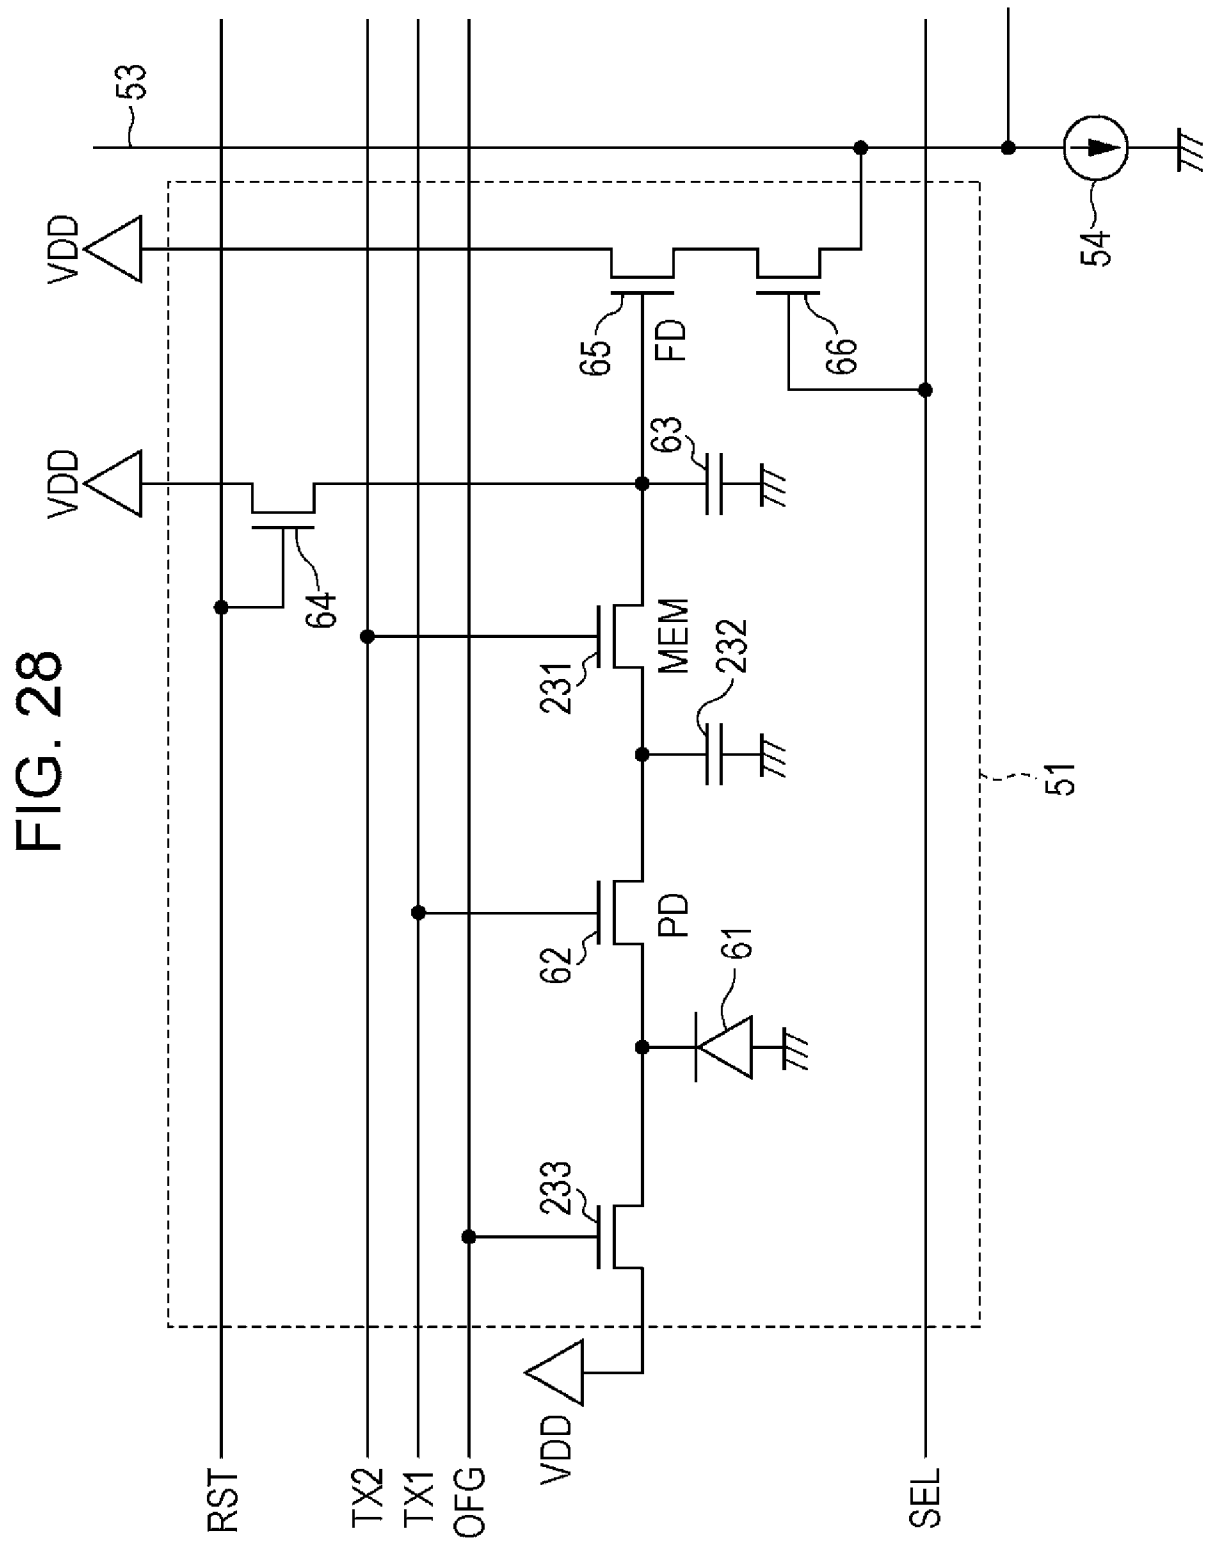 FIG. 28
VDD
VDD
53
RST
64
TX2
TX1
OFG
VDD
233
62
231
65
PD
MEM
FD
61
232
63
66
SEL
51
54